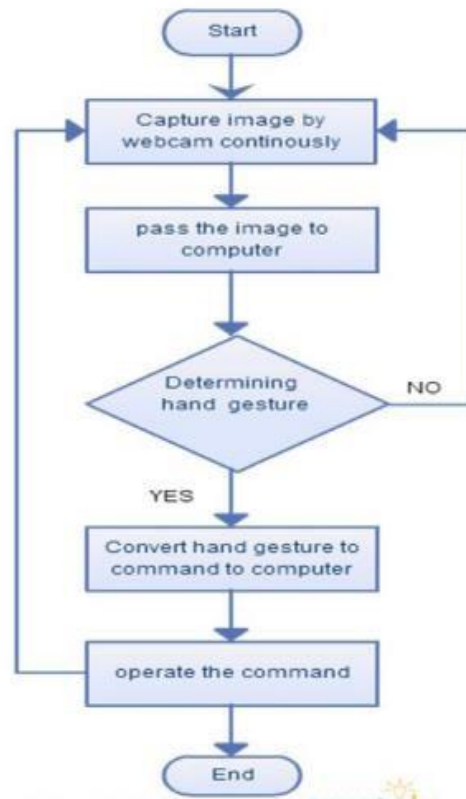 Start
Capture image by
webcam continously
pass the image to
computer
Determining
hand gesture
NO
YES
Convert hand gesture to
command to computer
operate the command
End